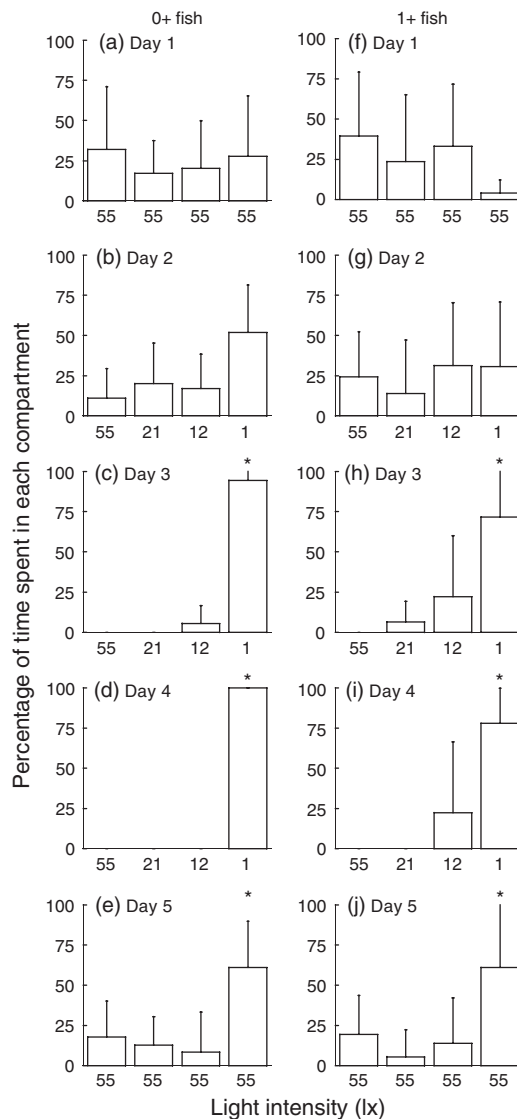 0+ fish
1+ fish
Percentage of time spent in each compartment
(a) Day 1
100
75
50
25
0
55 55 55 55
(f) Day 1
100
75
50
25
0
55 55 55 55
(b) Day 2
100
75
50
25
0
55 21 12 1
(g) Day 2
100
75
50
25
0
55 21 12 1
(c) Day 3
*
100
75
50
25
0
55 21 12 1
(h) Day 3
*
100
75
50
25
0
55 21 12 1
(d) Day 4
*
100
75
50
25
0
55 21 12 1
(i) Day 4
*
100
75
50
25
0
55 21 12 1
(e) Day 5
*
100
75
50
25
0
55 55 55 55
(j) Day 5
*
100
75
50
25
0
55 55 55 55
Light intensity (lx)